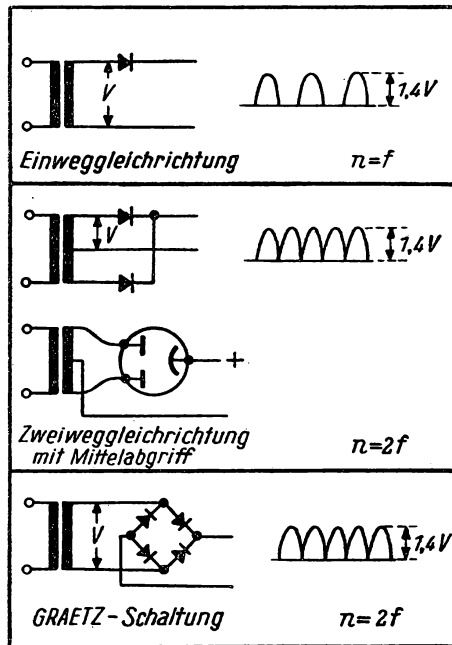 V
1,4V
Einweggleichrichtung
n=f
V
1,4V
+
Zweiweggleichrichtung
mit Mittelabgriff
n=2f
V
1,4V
GRAETZ-Schaltung
n=2f